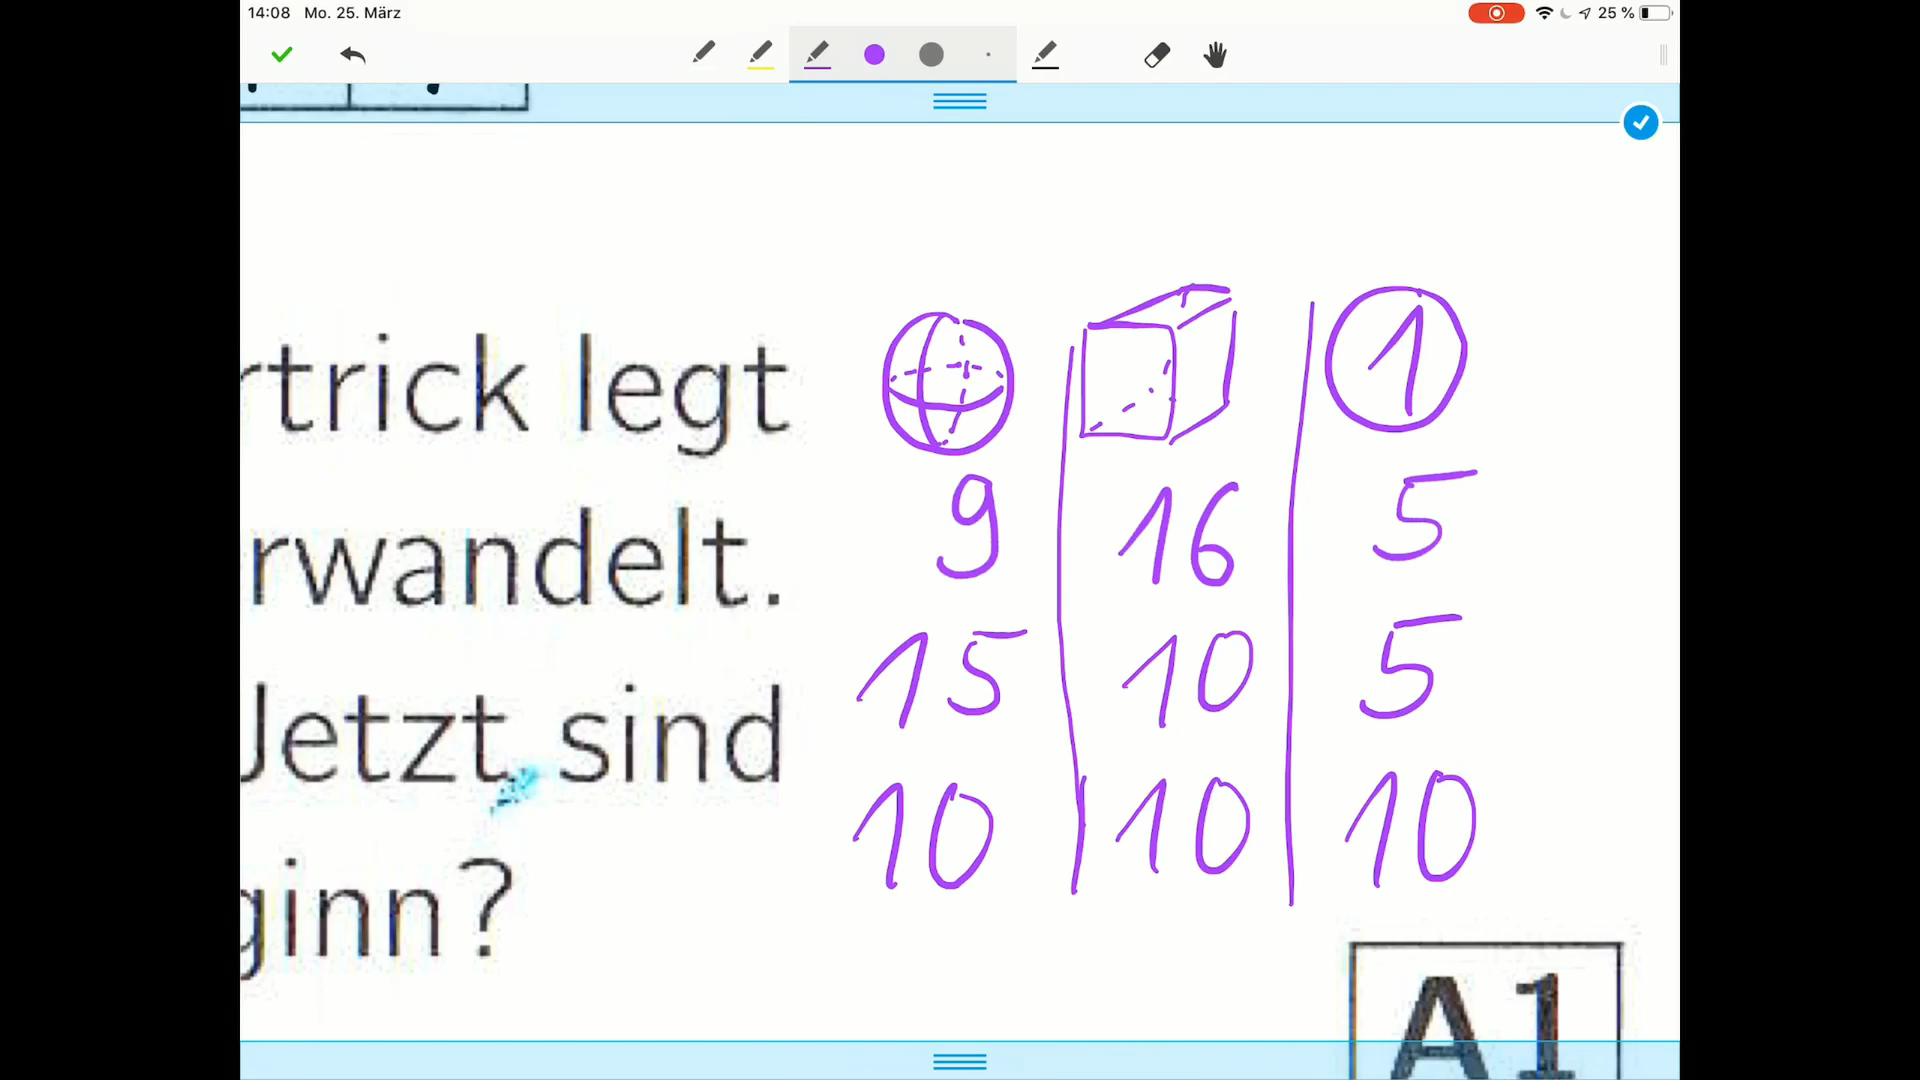 14:08 Mo. 25. März 25 %
rtrick legt
rwandelt.
Jetzt sind
ginn?
1
9 16 5
15 10 5
10 10 10
A1